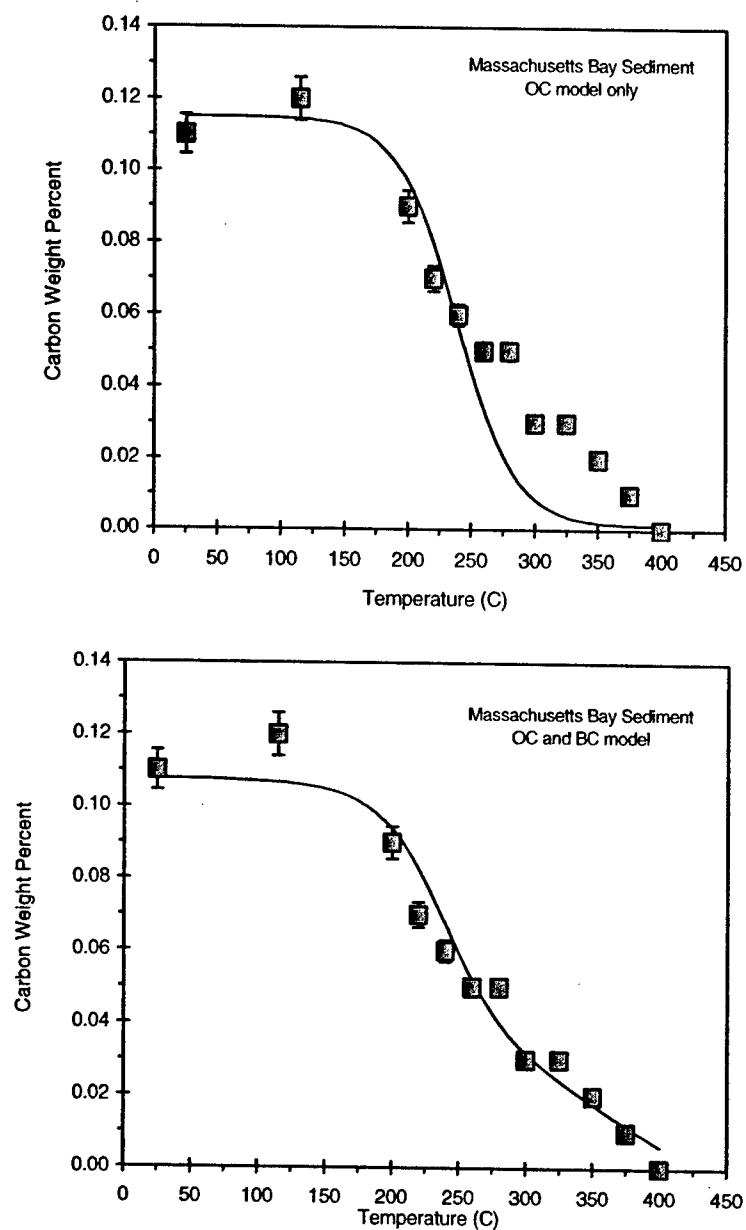 0.14
Massachusetts Bay Sediment
OC model only
0.12
0.10
0.08
0.06
0.04
0.02
0.00
Carbon Weight Percent
0 50 100 150 200 250 300 350 400 450
Temperature (C)
0.14
Massachusetts Bay Sediment
OC and BC model
0.12
0.10
0.08
0.06
0.04
0.02
0.00
Carbon Weight Percent
0 50 100 150 200 250 300 350 400 450
Temperature (C)